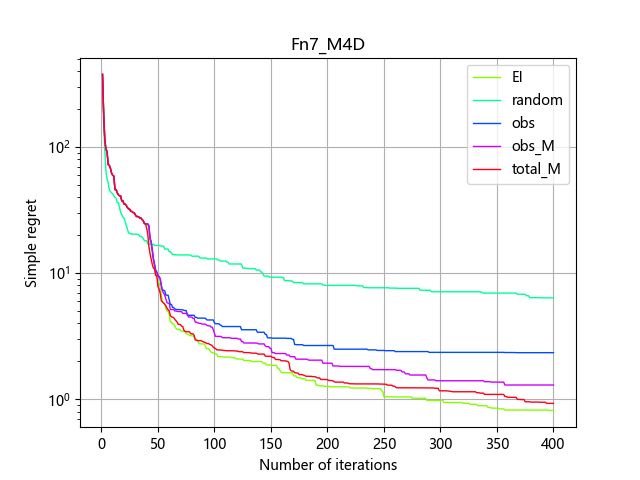 Fn7_M4D
EI
random
obs
obs_M
total_M
10²
10¹
10⁰
Simple regret
0 50 100 150 200 250 300 350 400
Number of iterations